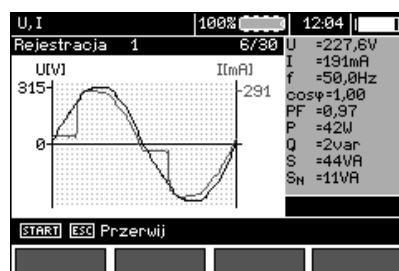 U,I 100% 12:04
Rejestracja 1 6/30
U[V] I[mA]
315 291
0
U =227,6V
I =191mA
f =50,0Hz
cosφ=1,00
PF =0,97
P =42W
Q =2var
S =44VA
SN =11VA
START ESC Przerwij